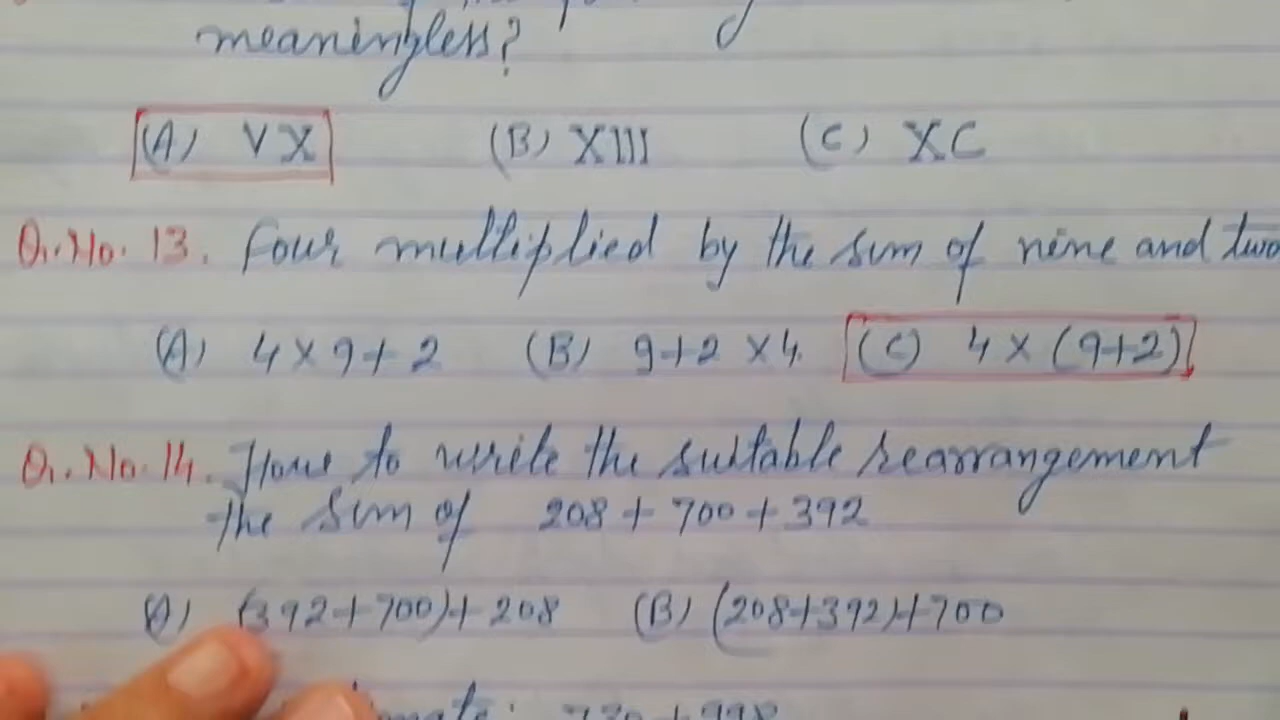 meaningless?
(A) VX (B) XIII (C) XC
Q.No. 13. Four multiplied by the sum of nine and two
(A) 4 x 9 + 2 (B) 9+2 x 4. (C) 4 x (9+2)
Q.No. 14. How to write the suitable rearrangement
the sum of 208 + 700 + 392
(A) (392+700)+208 (B) (208+392)+700
: 730 + 998